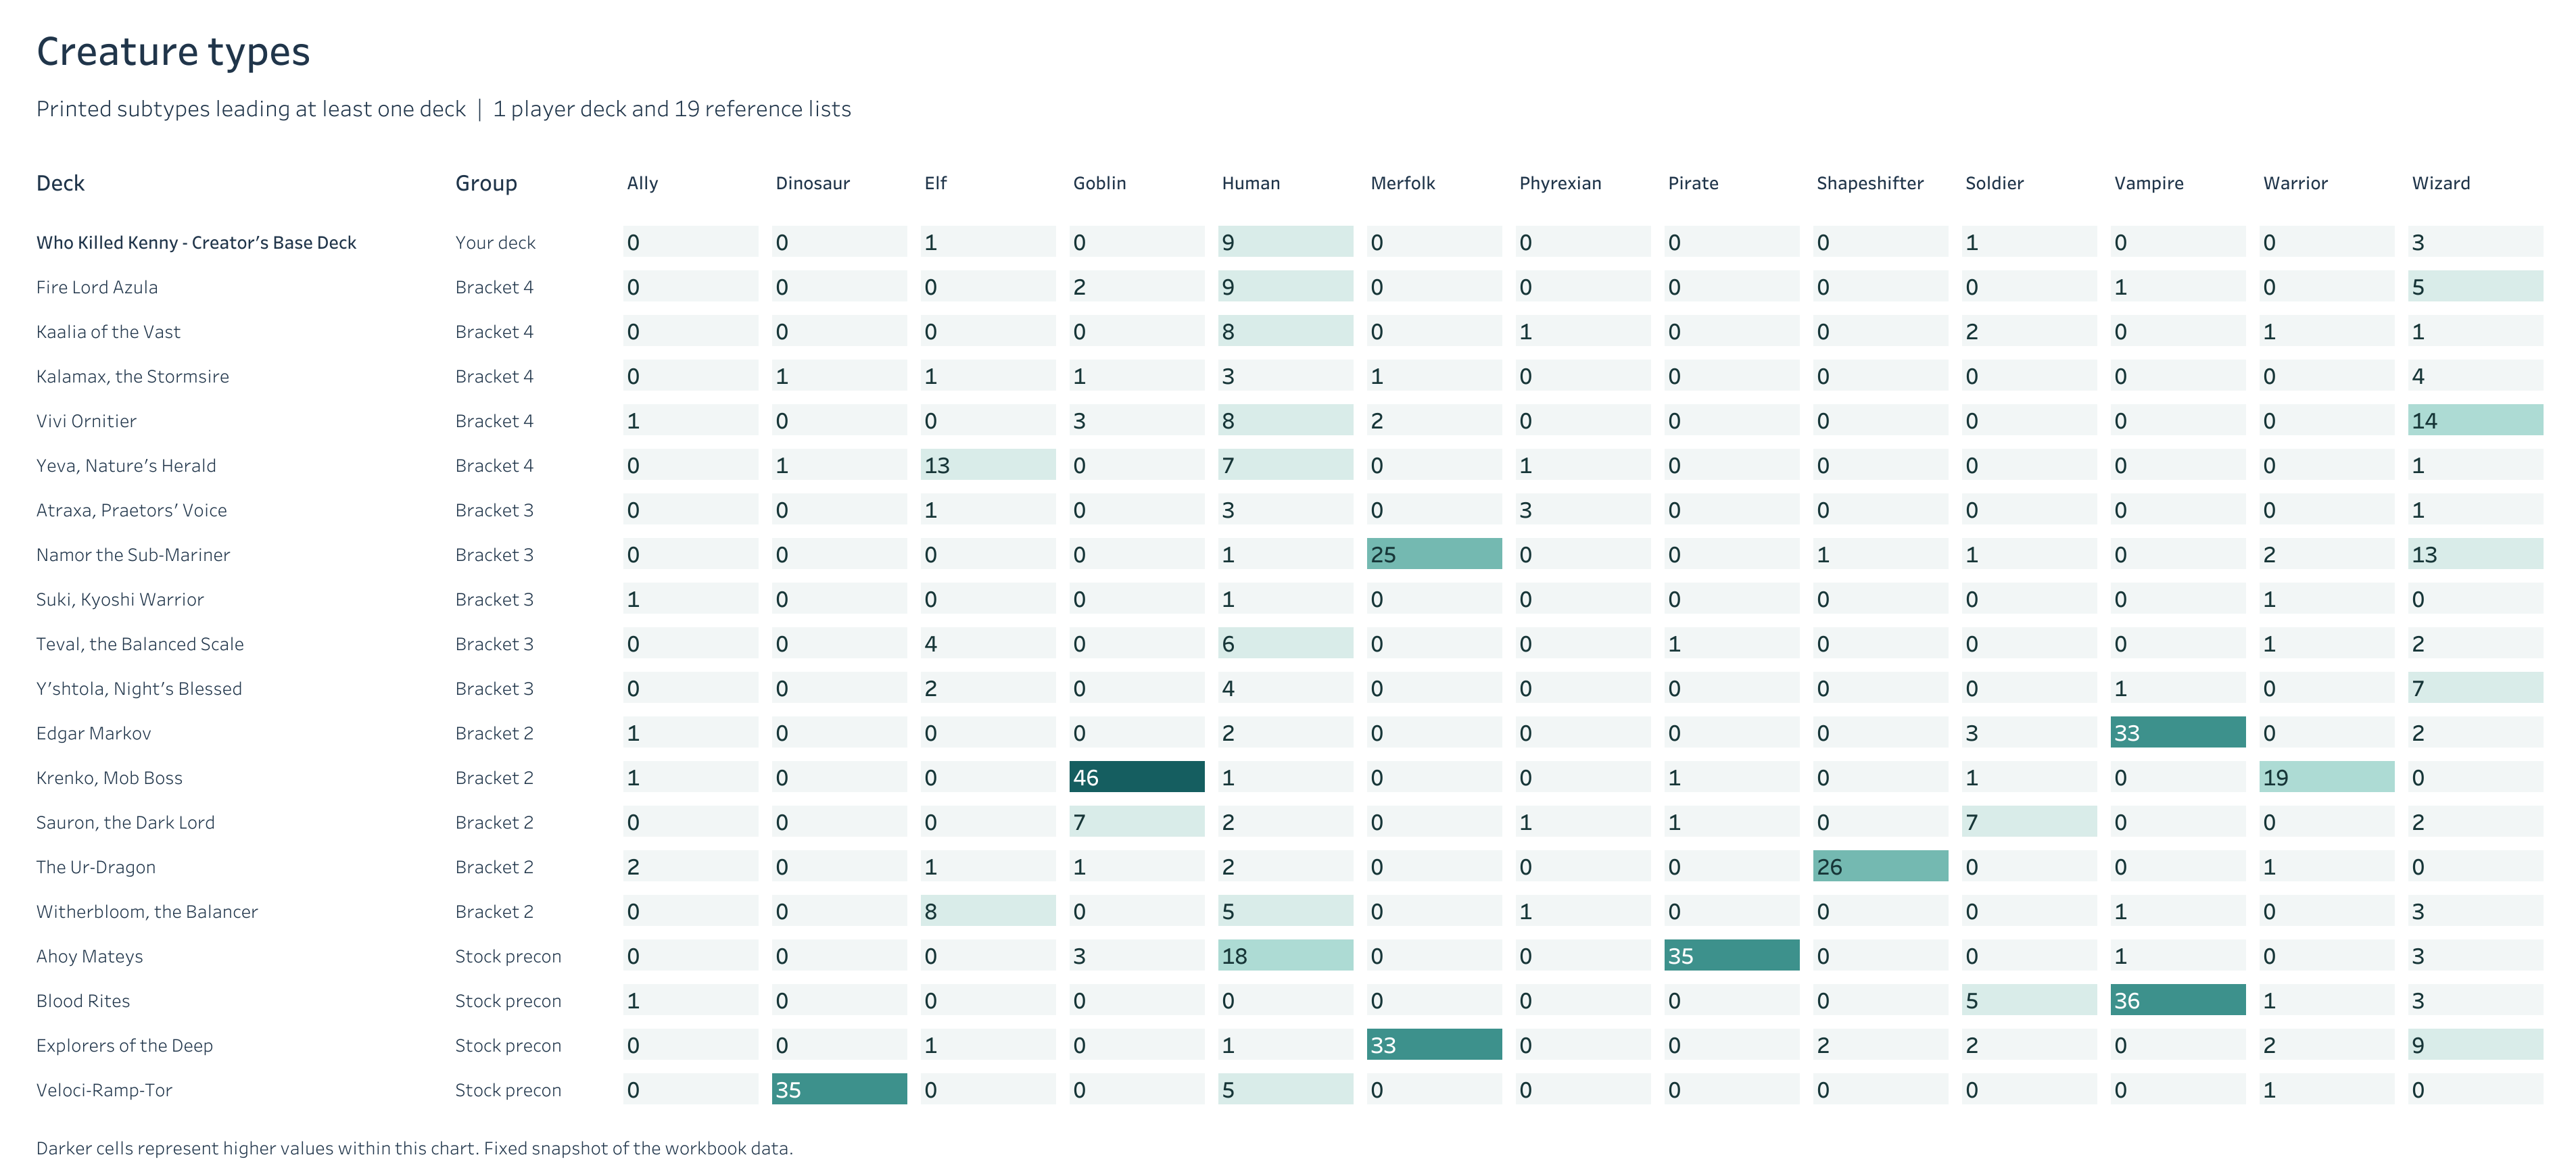 Creature types
Printed subtypes leading at least one deck | 1 player deck and 19 reference lists
Deck Group Ally Dinosaur Elf Goblin Human Merfolk Phyrexian Pirate Shapeshifter Soldier Vampire Warrior Wizard
Who Killed Kenny - Creator’s Base Deck Your deck 0 0 1 0 9 0 0 0 0 1 0 0 3
Fire Lord Azula Bracket 4 0 0 0 2 9 0 0 0 0 0 1 0 5
Kaalia of the Vast Bracket 4 0 0 0 0 8 0 1 0 0 2 0 1 1
Kalamax, the Stormsire Bracket 4 0 1 1 1 3 1 0 0 0 0 0 0 4
Vivi Ornitier Bracket 4 1 0 0 3 8 2 0 0 0 0 0 0 14
Yeva, Nature’s Herald Bracket 4 0 1 13 0 7 0 1 0 0 0 0 0 1
Atraxa, Praetors’ Voice Bracket 3 0 0 1 0 3 0 3 0 0 0 0 0 1
Namor the Sub-Mariner Bracket 3 0 0 0 0 1 25 0 0 1 1 0 2 13
Suki, Kyoshi Warrior Bracket 3 1 0 0 0 1 0 0 0 0 0 0 1 0
Teval, the Balanced Scale Bracket 3 0 0 4 0 6 0 0 1 0 0 0 1 2
Y’shtola, Night’s Blessed Bracket 3 0 0 2 0 4 0 0 0 0 0 1 0 7
Edgar Markov Bracket 2 1 0 0 0 2 0 0 0 0 3 33 0 2
Krenko, Mob Boss Bracket 2 1 0 0 46 1 0 0 1 0 1 0 19 0
Sauron, the Dark Lord Bracket 2 0 0 0 7 2 0 1 1 0 7 0 0 2
The Ur-Dragon Bracket 2 2 0 1 1 2 0 0 0 26 0 0 1 0
Witherbloom, the Balancer Bracket 2 0 0 8 0 5 0 1 0 0 0 1 0 3
Ahoy Mateys Stock precon 0 0 0 3 18 0 0 35 0 0 1 0 3
Blood Rites Stock precon 1 0 0 0 0 0 0 0 0 5 36 1 3
Explorers of the Deep Stock precon 0 0 1 0 1 33 0 0 2 2 0 2 9
Veloci-Ramp-Tor Stock precon 0 35 0 0 5 0 0 0 0 0 0 1 0
Darker cells represent higher values within this chart. Fixed snapshot of the workbook data.